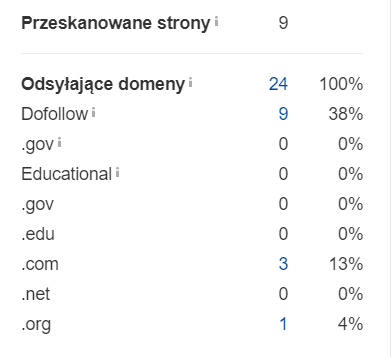 Przeskanowane strony i 9
Odsyłające domeny i 24 100%
Dofollow i 9 38%
.gov i 0 0%
Educational i 0 0%
.gov 0 0%
.edu 0 0%
.com 3 13%
.net 0 0%
.org 1 4%